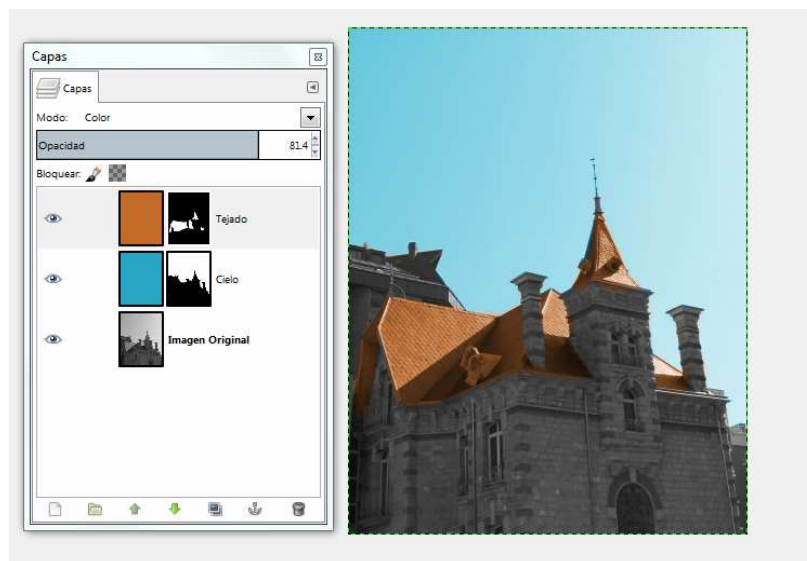 Capas
Capas
Modo: Color
Opacidad 81.4
Bloquear:
Tejado
Cielo
Imagen Original